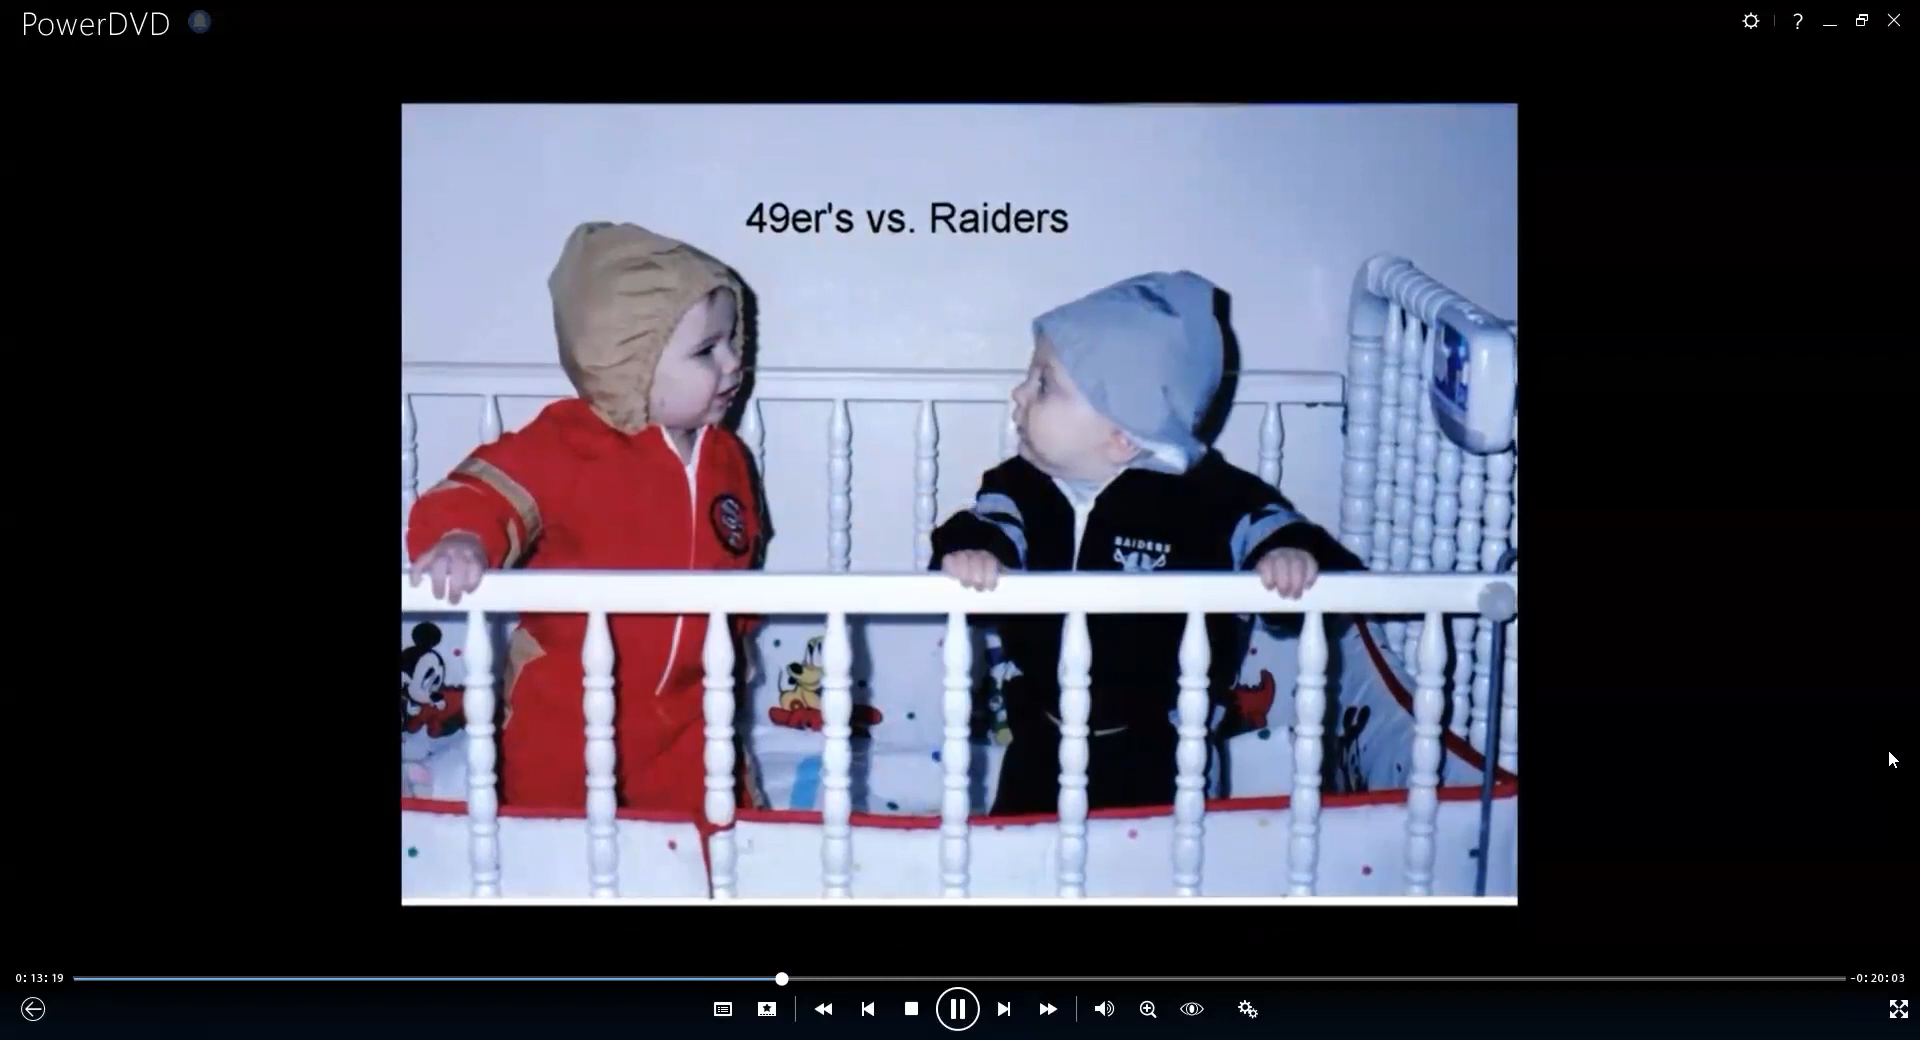 PowerDVD
?
49er's vs. Raiders
RAIDERS
0:13:19
-0:20:03